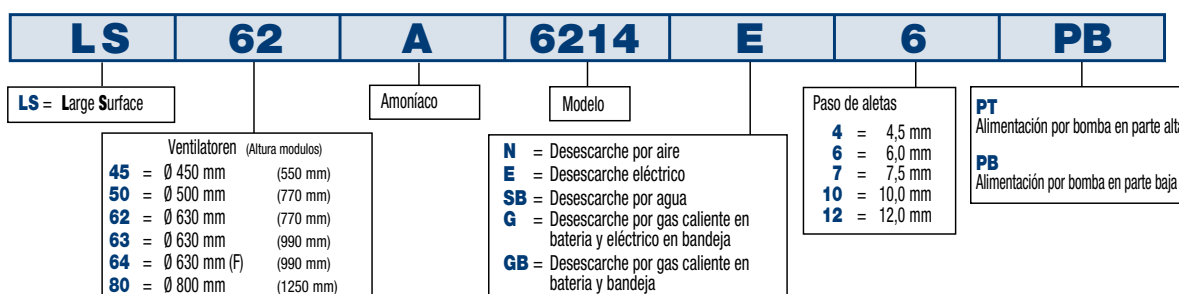 LS 62 A 6214 E 6 PB
LS = Large Surface
Ventilatoren (Altura modulos)
45 = Ø 450 mm (550 mm)
50 = Ø 500 mm (770 mm)
62 = Ø 630 mm (770 mm)
63 = Ø 630 mm (990 mm)
64 = Ø 630 mm (F) (990 mm)
80 = Ø 800 mm (1250 mm)
Amoníaco
Modelo
N = Desescarche por aire
E = Desescarche eléctrico
SB = Desescarche por agua
G = Desescarche por gas caliente en
bateria y eléctrico en bandeja
GB = Desescarche por gas caliente en
bateria y bandeja
Paso de aletas
4 = 4,5 mm
6 = 6,0 mm
7 = 7,5 mm
10 = 10,0 mm
12 = 12,0 mm
PT
Alimentación por bomba en parte alta
PB
Alimentación por bomba en parte baja